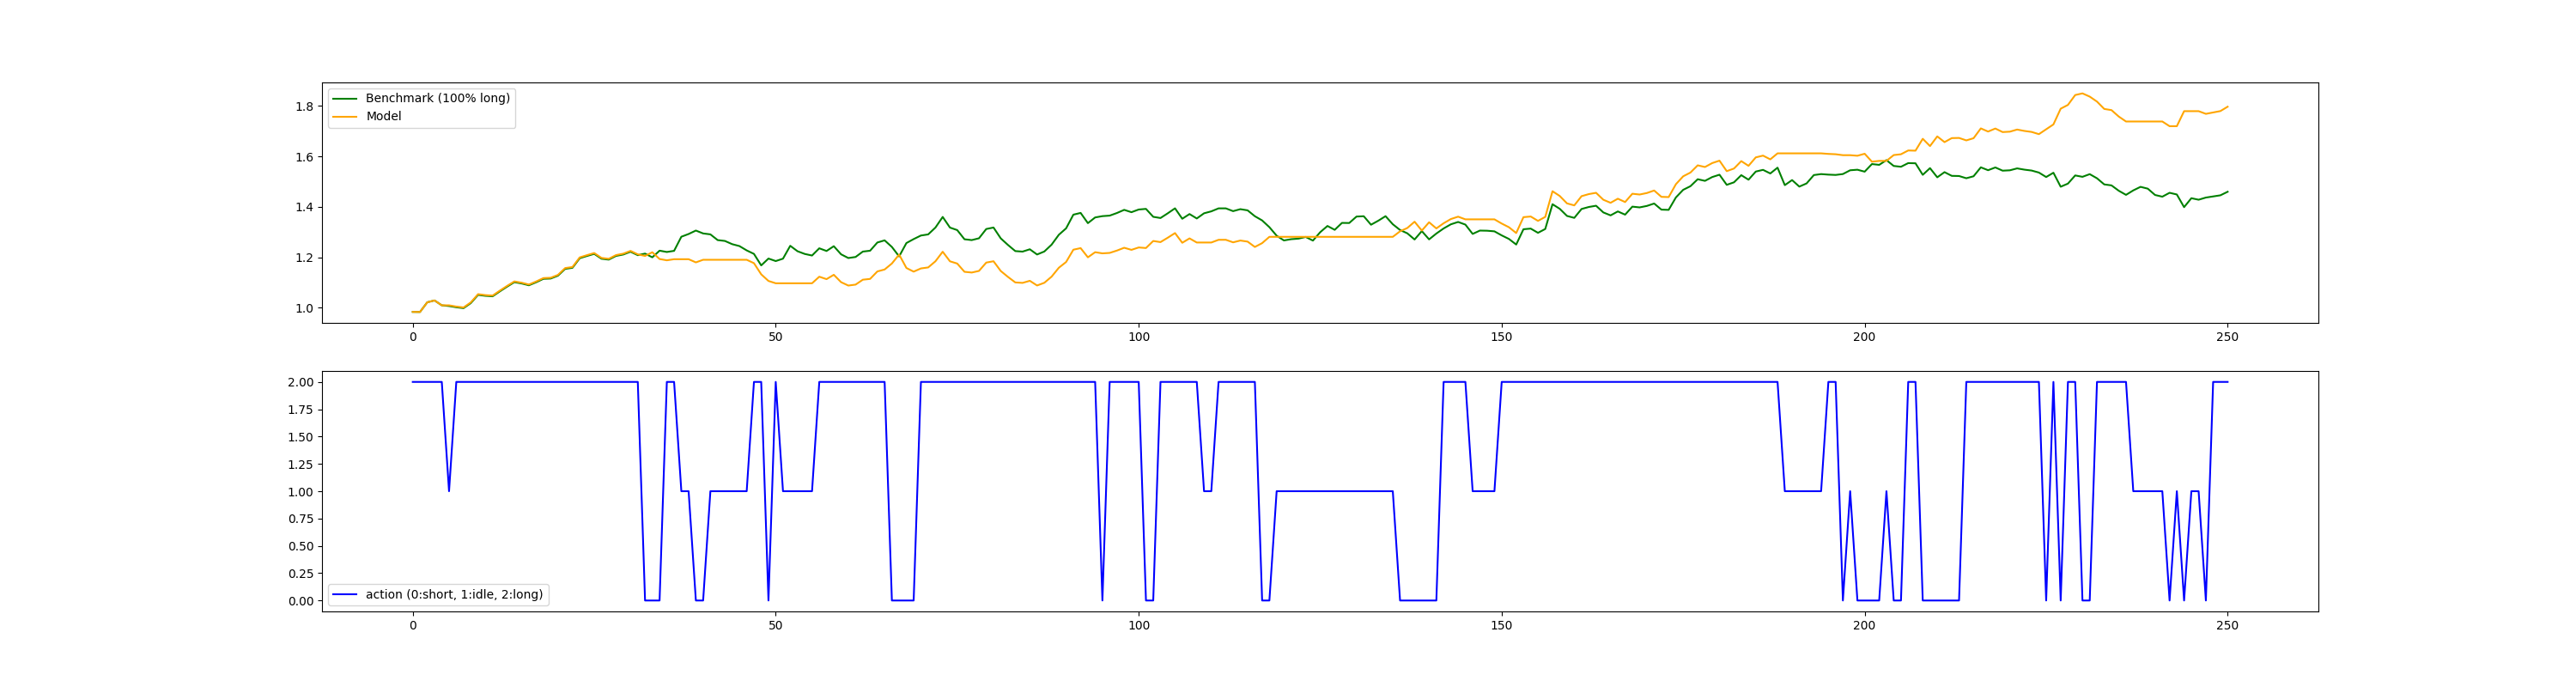 Benchmark (100% long)
Model
1.8
1.6
1.4
1.2
1.0
0 50 100 150 200 250
2.00
1.75
1.50
1.25
1.00
0.75
0.50
0.25
0.00
action (0:short, 1:idle, 2:long)
0 50 100 150 200 250